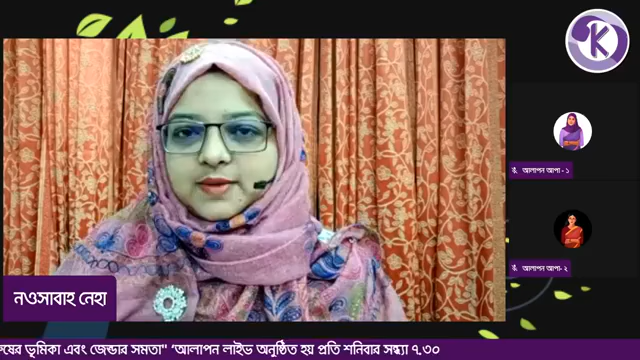 K
ড. আলাপন আপা - ১
ড. আলাপন আপা- ২
নওসাবাহ নেহা
ভূমিকা এবং জেন্ডার সমতা" 'আলাপন লাইভ অনুষ্ঠিত হয় প্রতি শনিবার সন্ধ্যা ৭.৩০